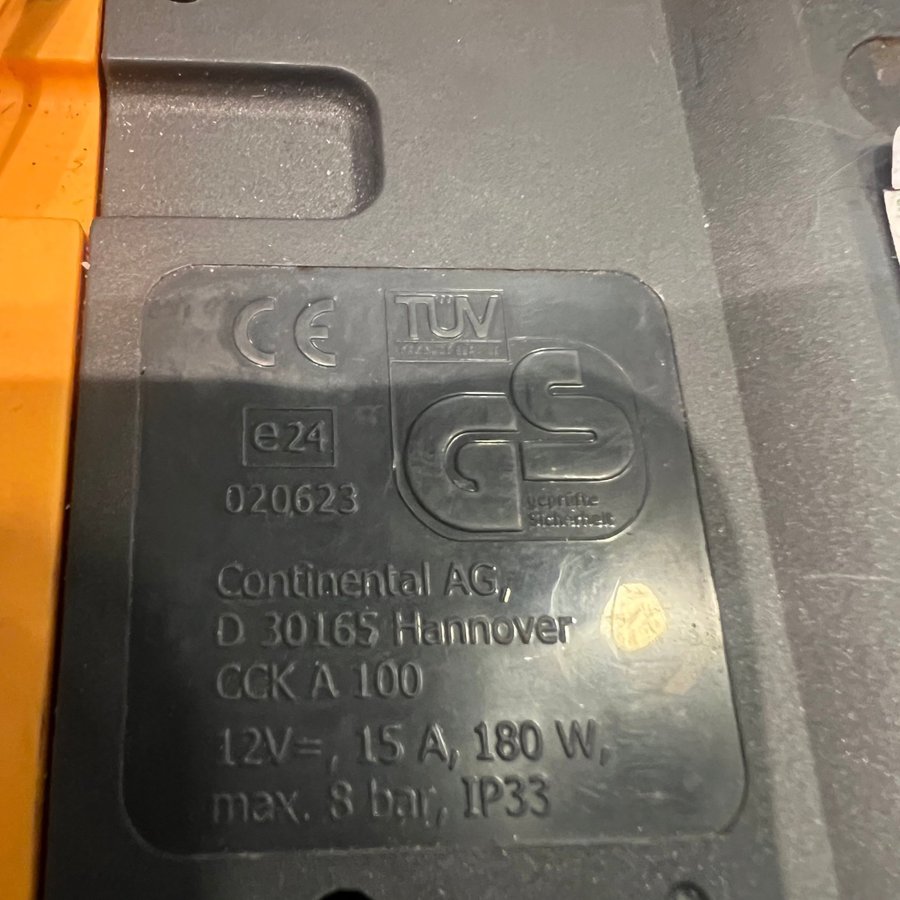 CE
TÜV
GS
geprüfte
Sicherheit
e24
020623
Continental AG,
D 30165 Hannover
CCK A 100
12V=, 15 A, 180 W,
max. 8 bar, IP33